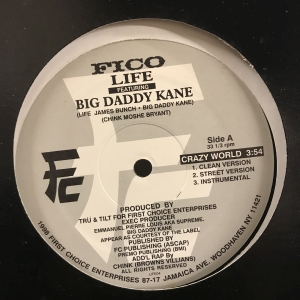 FICO
LIFE
FEATURING
BIG DADDY KANE
(LIFE JAMES BUNCH - BIG DADDY KANE)
(CHINK MOSHE BRYANT)
Side A
33 1/3 rpm
CRAZY WORLD 3:54
1. CLEAN VERSION
2. STREET VERSION
3. INSTRUMENTAL
FC
PRODUCED BY
TRU & TILT FOR FIRST CHOICE ENTERPRISES
EXEC PRODUCER
EMMANUEL PIERRE LOUIS AKA SUPREME.
BIG DADDY KANE
APPEAR AS COURTESY OF THE LABEL
PUBLISHED BY
FC PUBLISHING (ASCAP)
PREMO PUBLISHING (BMI)
ADD'L RAP BY
CHINK (BROWNS VILLIANS)
ALL RIGHTS RESERVED
1998 FIRST CHOICE ENTERPRISES 87-17 JAMAICA AVE. WOODHAVEN NY 11421